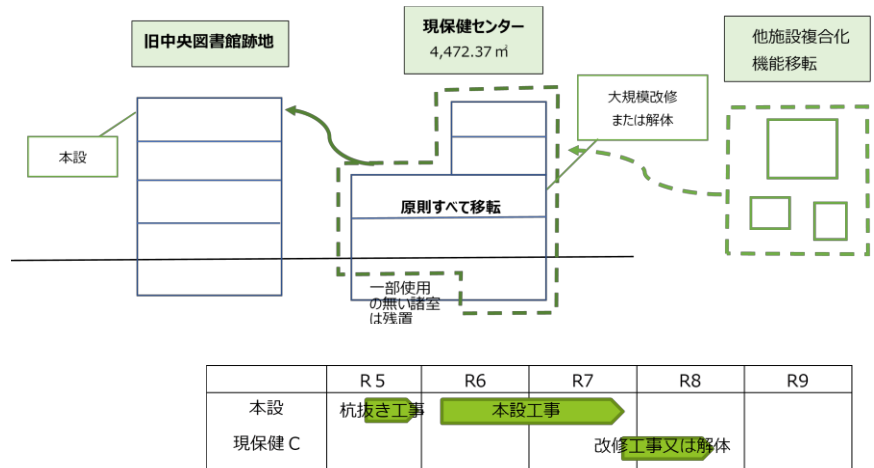 旧中央図書館跡地
現保健センター
4,472.37㎡
他施設複合化
機能移転
本設
大規模改修
または解体
原則すべて移転
一部使用
の無い諸室
は残置
R 5 R6 R7 R8 R9
本設 杭抜き工事 本設工事
現保健 C 改修工事又は解体